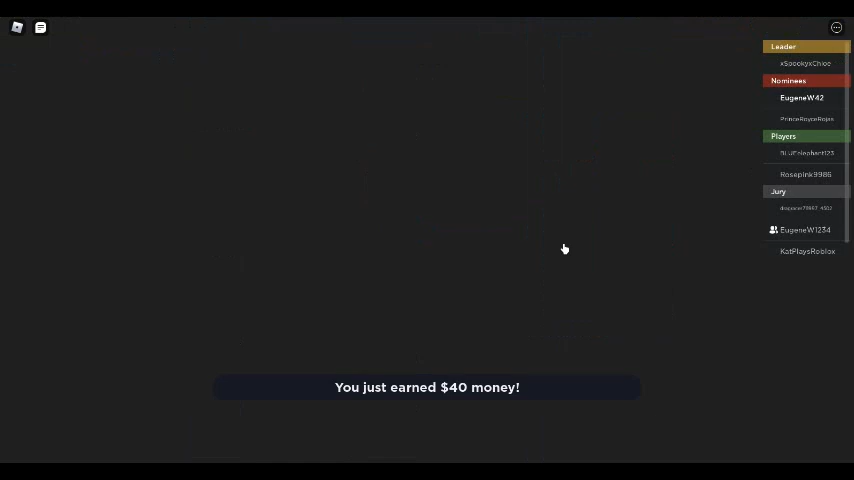 Leader
xSpookyxChloe
Nominees
EugeneW42
PrinceRoyceRojas
Players
BLUEelephant123
Rosepink9986
Jury
EugeneW1234
KatPlaysRoblox
You just earned $40 money!